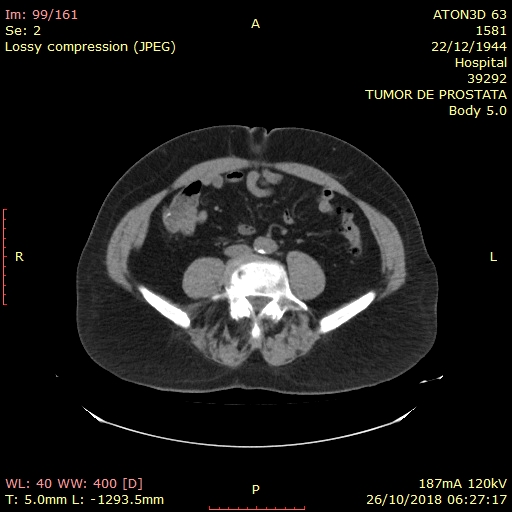 Im: 99/161
Se: 2
Lossy compression (JPEG)
A
ATON3D 63
1581
22/12/1944
Hospital
39292
TUMOR DE PROSTATA
Body 5.0
R
L
WL: 40 WW: 400 [D]
T: 5.0mm L: -1293.5mm
P
187mA 120kV
26/10/2018 06:27:17